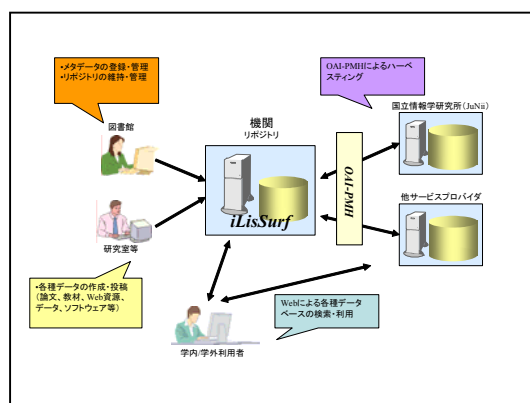 ・メタデータの登録・管理
・リポジトリの維持・管理
OAI-PMHによるハーベ
スティング
図書館
機関
リポジトリ
国立情報学研究所(JuNii)
iLisSurf
OAI-PMH
研究室等
他サービスプロバイダ
・各種データの作成・投稿
(論文、教材、Web資源、
データ、ソフトウェア等)
Webによる各種データ
ベースの検索・利用
学内/学外利用者